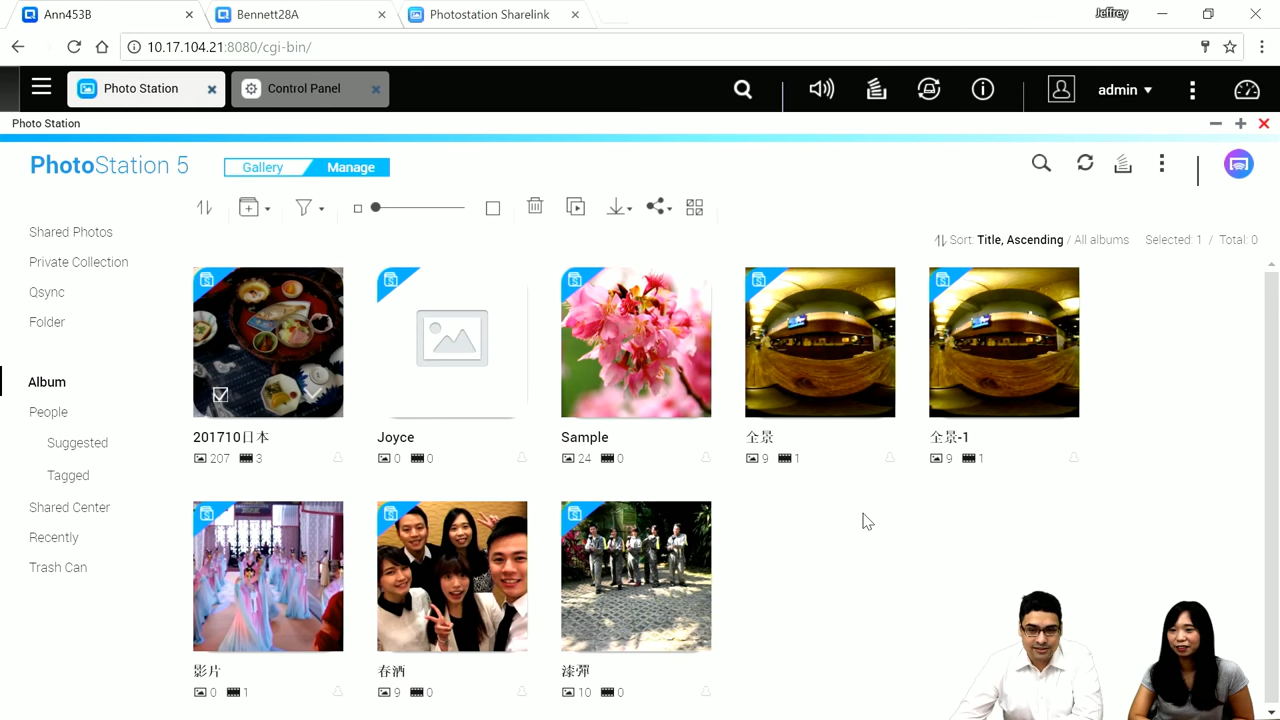 Ann453B
Bennett28A
Photostation Sharelink
Jeffrey
10.17.104.21:8080/cgi-bin/
Photo Station
Control Panel
admin
Photo Station
PhotoStation 5
Gallery
Manage
Sort: Title, Ascending / All albums Selected: 1 / Total: 0
Shared Photos
Private Collection
Qsync
Folder
Album
People
Suggested
Tagged
Shared Center
Recently
Trash Can
201710日本
207 3
Joyce
0 0
Sample
24 0
全景
9 1
全景-1
9 1
影片
0 1
春酒
9 0
漆彈
10 0